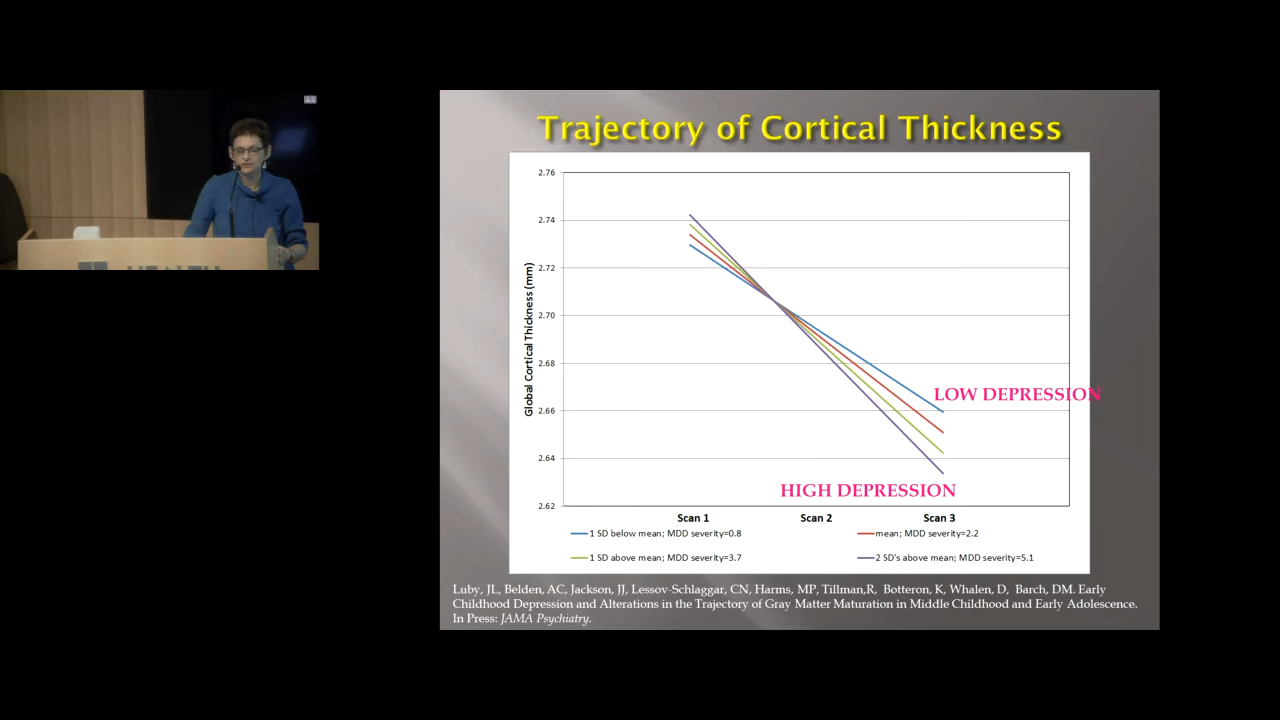 Trajectory of Cortical Thickness
2.76
2.74
2.72
2.70
2.68
2.66
2.64
2.62
Global Cortical Thickness (mm)
LOW DEPRESSION
HIGH DEPRESSION
Scan 1 Scan 2 Scan 3
1 SD below mean; MDD severity=0.8 mean; MDD severity=2.2
1 SD above mean; MDD severity=3.7 2 SD's above mean; MDD severity=5.1
Luby, JL, Belden, AC, Jackson, JJ, Lessov-Schlaggar, CN, Harms, MP, Tillman,R, Botteron, K, Whalen, D, Barch, DM. Early
Childhood Depression and Alterations in the Trajectory of Gray Matter Maturation in Middle Childhood and Early Adolescence.
In Press: JAMA Psychiatry.